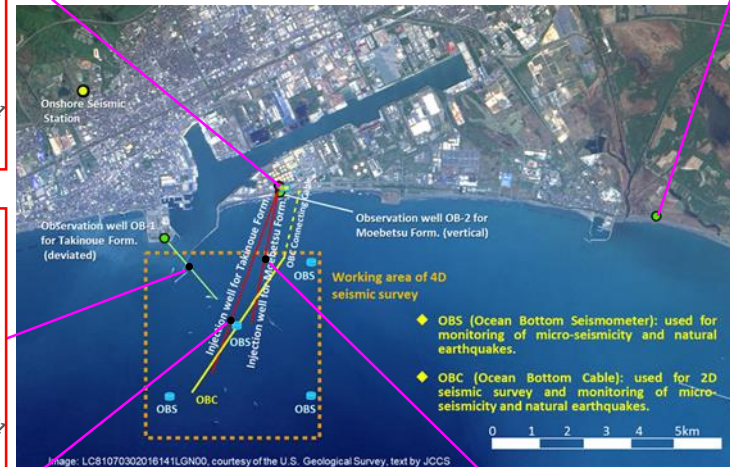 Onshore Seismic
Station
Observation well OB-1
for Takinoue Form.
(deviated)
Injection well for Takinoue Form.
Injection well for Moebetsu Form.
OBC Connecting
Observation well OB-2 for
Moebetsu Form. (vertical)
Working area of 4D
seismic survey
OBS
OBS
OBS
OBS
OBC
◆ OBS (Ocean Bottom Seismometer): used for
monitoring of micro-seismicity and natural
earthquakes.
◆ OBC (Ocean Bottom Cable): used for 2D
seismic survey and monitoring of micro-
seismicity and natural earthquakes.
0 1 2 3 4 5km
Image: LC81070302016141LGN00, courtesy of the U.S. Geological Survey, text by JCCS
?
?